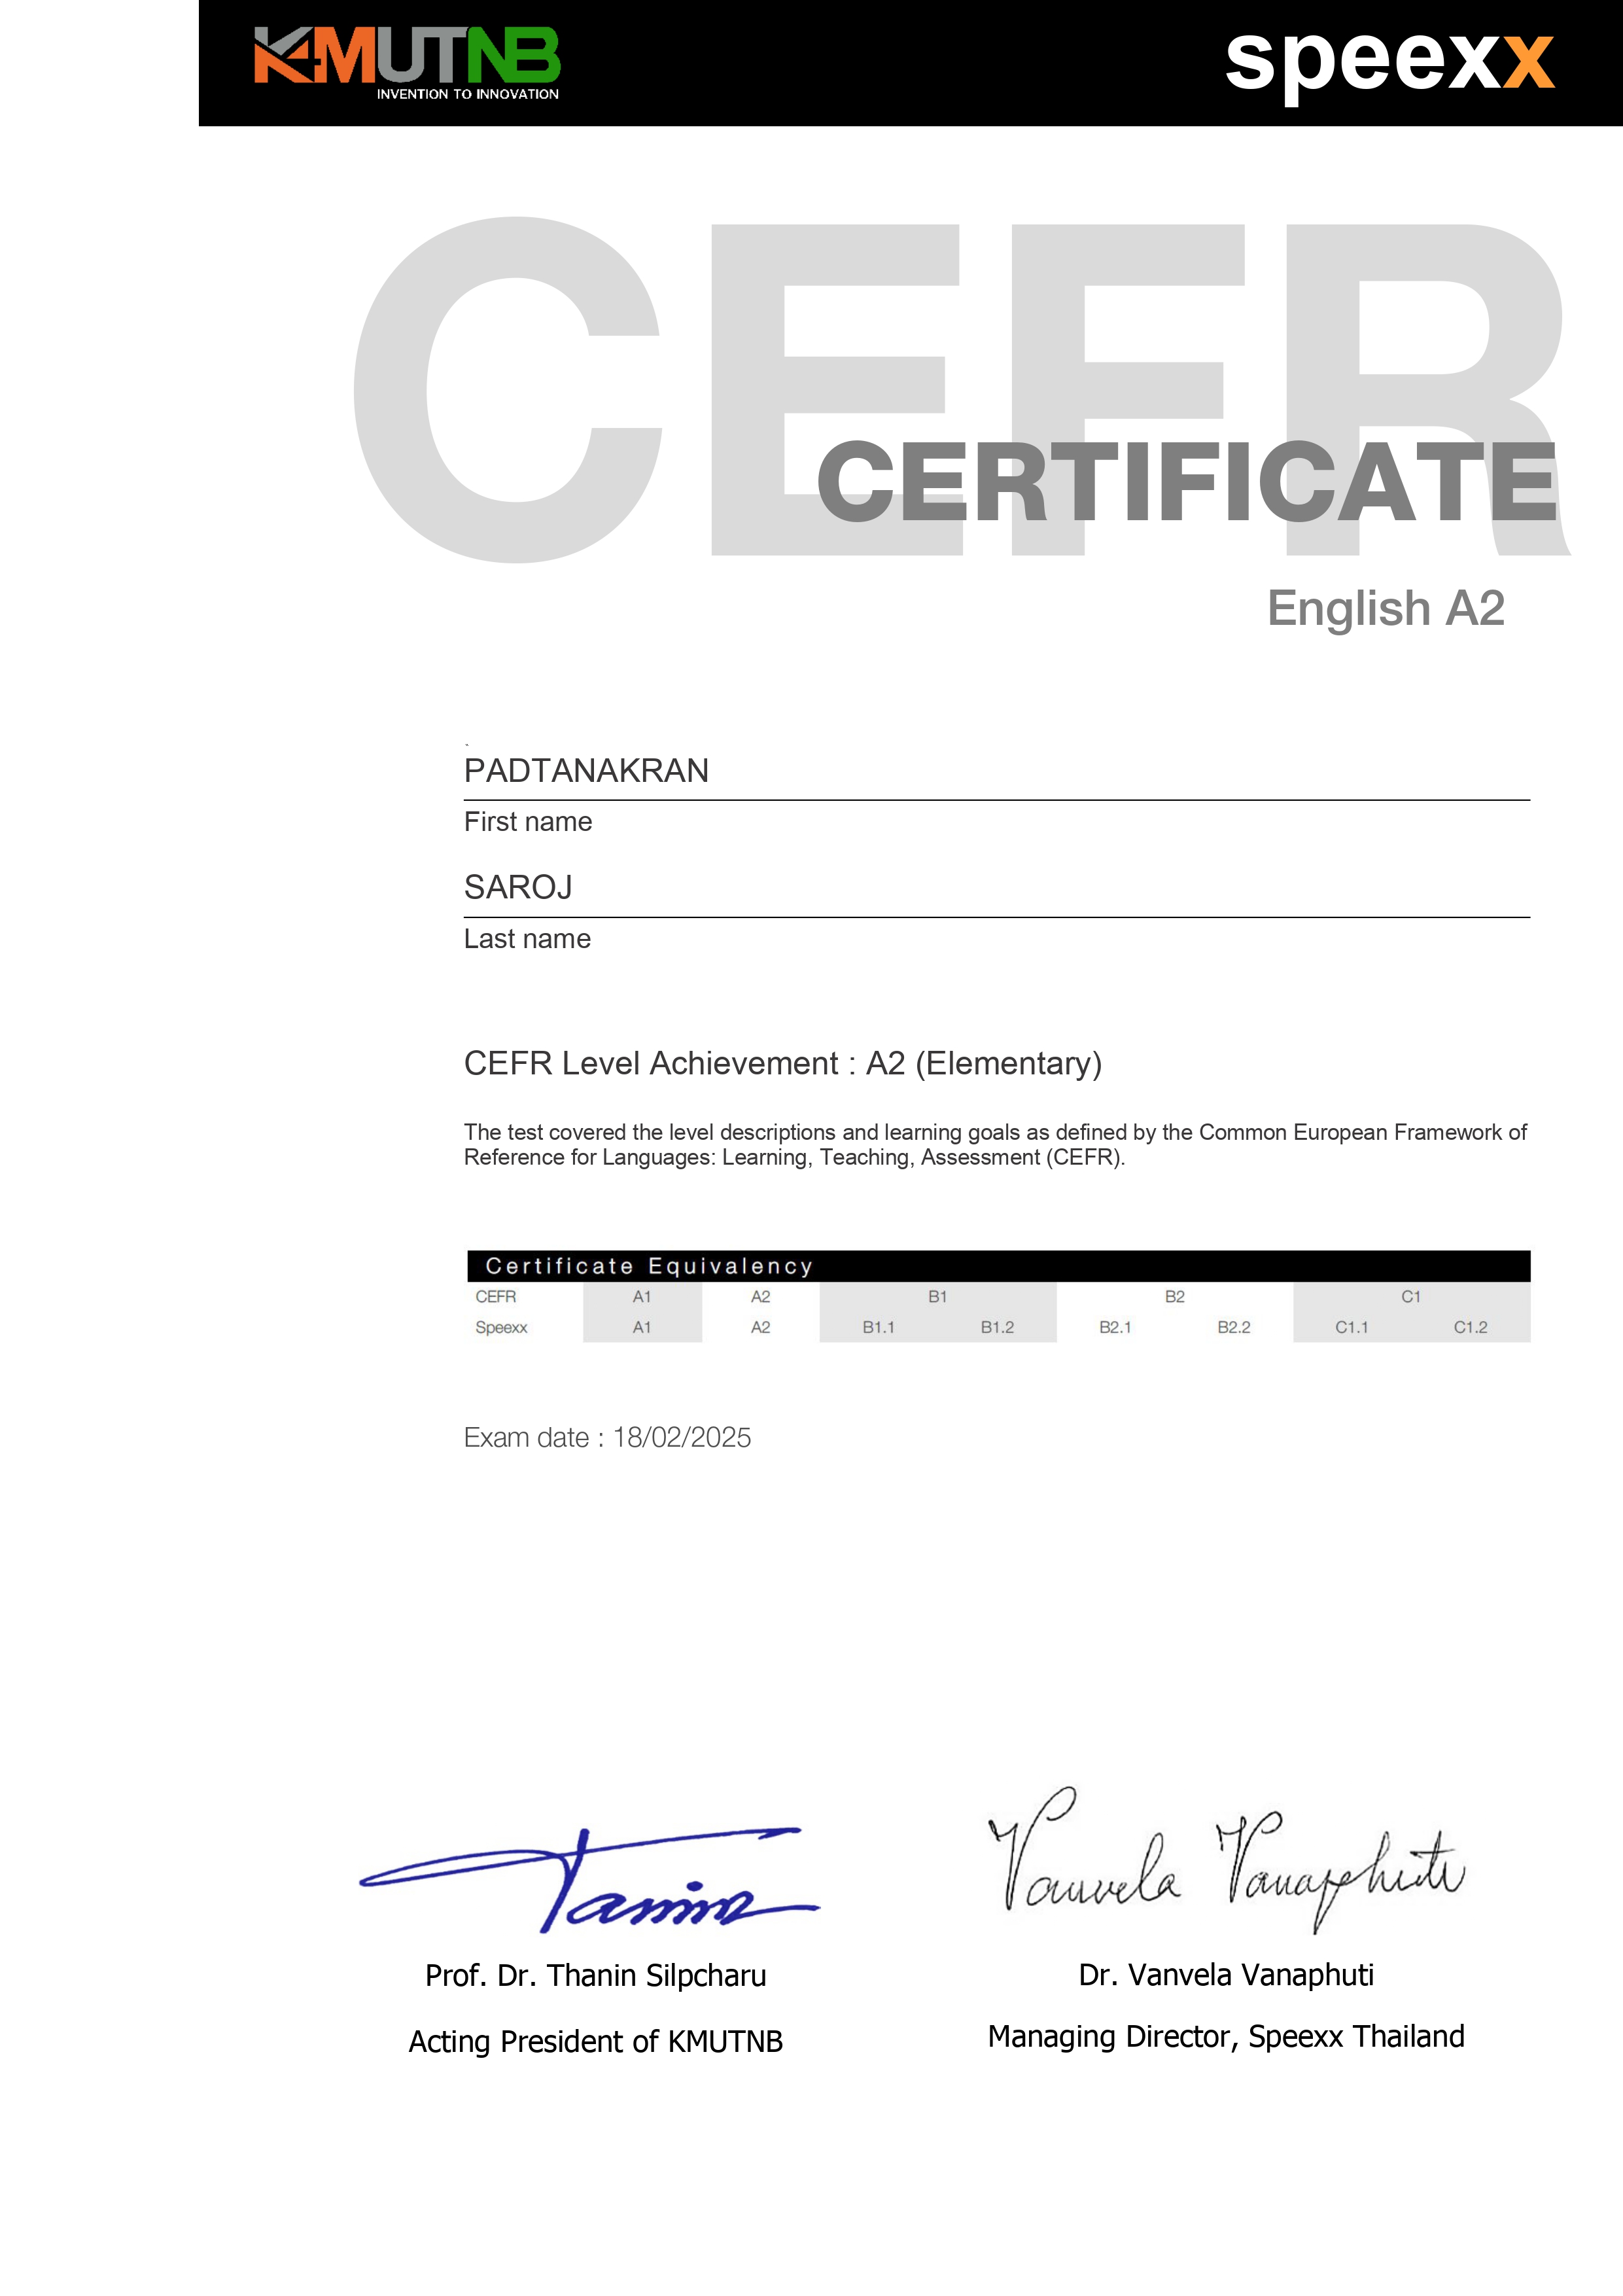 KMUTNB
INVENTION TO INNOVATION
speexx
CEFR
CERTIFICATE
English A2
PADTANAKRAN
First name
SAROJ
Last name
CEFR Level Achievement : A2 (Elementary)
The test covered the level descriptions and learning goals as defined by the Common European Framework of
Reference for Languages: Learning, Teaching, Assessment (CEFR).
Certificate Equivalency
CEFR A1 A2 B1 B2 C1
Speexx A1 A2 B1.1 B1.2 B2.1 B2.2 C1.1 C1.2
Exam date : 18/02/2025
Vanvela Vanaphuti
Prof. Dr. Thanin Silpcharu
Dr. Vanvela Vanaphuti
Acting President of KMUTNB
Managing Director, Speexx Thailand